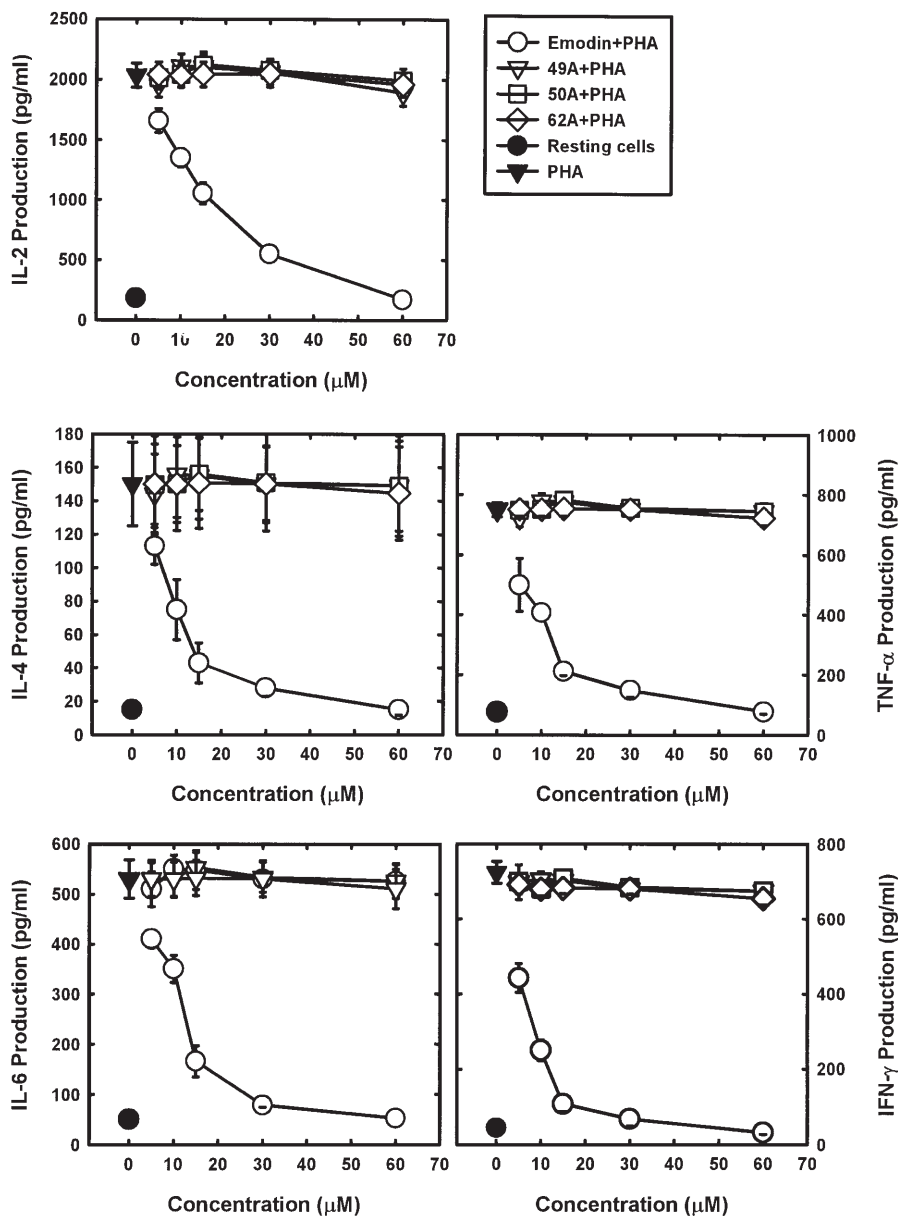 2500
2000
1500
1000
500
0
IL-2 Production (pg/ml)
0 10 20 30 40 50 60 70
Concentration (μM)
Emodin+PHA
49A+PHA
50A+PHA
62A+PHA
Resting cells
PHA
180
160
140
120
100
80
60
40
20
0
IL-4 Production (pg/ml)
0 10 20 30 40 50 60 70
Concentration (μM)
1000
800
600
400
200
0
TNF-α Production (pg/ml)
0 10 20 30 40 50 60 70
Concentration (μM)
600
500
400
300
200
100
0
IL-6 Production (pg/ml)
0 10 20 30 40 50 60 70
Concentration (μM)
800
600
400
200
0
IFN-γ Production (pg/ml)
0 10 20 30 40 50 60 70
Concentration (μM)